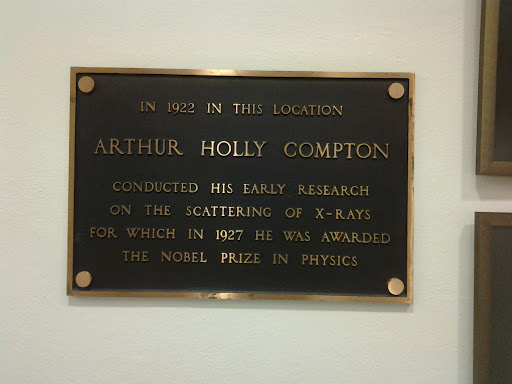 IN 1922 IN THIS LOCATION
ARTHUR HOLLY COMPTON
CONDUCTED HIS EARLY RESEARCH
ON THE SCATTERING OF X-RAYS
FOR WHICH IN 1927 HE WAS AWARDED
THE NOBEL PRIZE IN PHYSICS